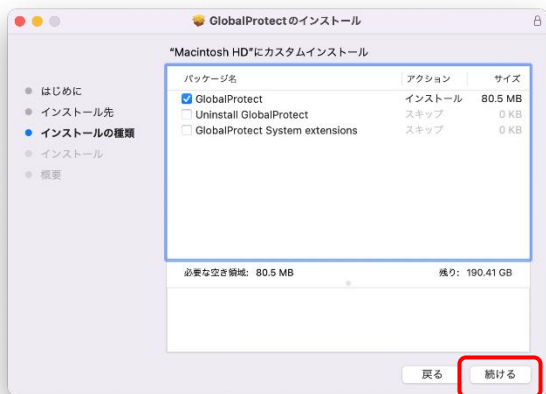 GlobalProtectのインストール
“Macintosh HD”にカスタムインストール
はじめに
インストール先
インストールの種類
インストール
概要
パッケージ名 アクション サイズ
GlobalProtect インストール 80.5 MB
Uninstall GlobalProtect スキップ 0 KB
GlobalProtect System extensions スキップ 0 KB
必要な空き領域: 80.5 MB 残り: 190.41 GB
戻る 続ける